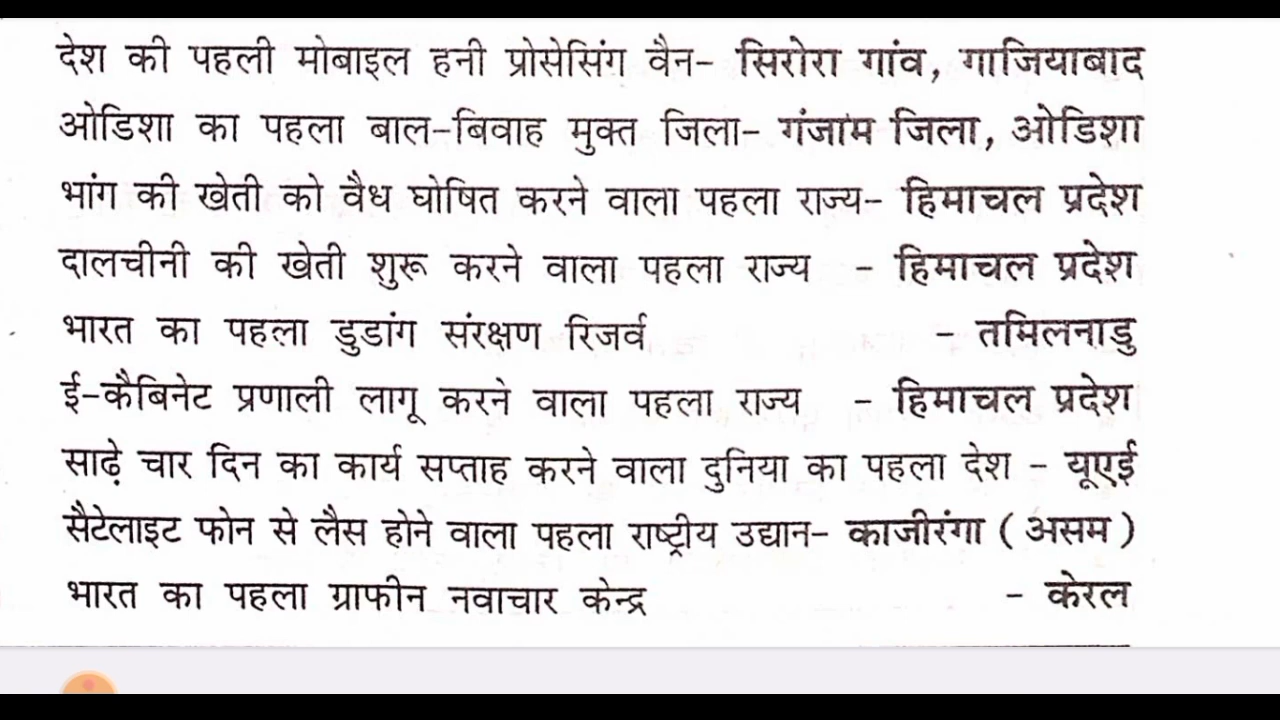 देश की पहली मोबाइल हनी प्रोसेसिंग वैन- सिरोरा गांव, गाजियाबाद
ओडिशा का पहला बाल-बिवाह मुक्त जिला- गंजाम जिला, ओडिशा
भांग की खेती को वैध घोषित करने वाला पहला राज्य- हिमाचल प्रदेश
दालचीनी की खेती शुरू करने वाला पहला राज्य - हिमाचल प्रदेश
भारत का पहला डुडांग संरक्षण रिजर्व - तमिलनाडु
ई-कैबिनेट प्रणाली लागू करने वाला पहला राज्य - हिमाचल प्रदेश
साढ़े चार दिन का कार्य सप्ताह करने वाला दुनिया का पहला देश - यूएई
सैटेलाइट फोन से लैस होने वाला पहला राष्ट्रीय उद्यान- काजीरंगा ( असम )
भारत का पहला ग्राफीन नवाचार केन्द्र - केरल